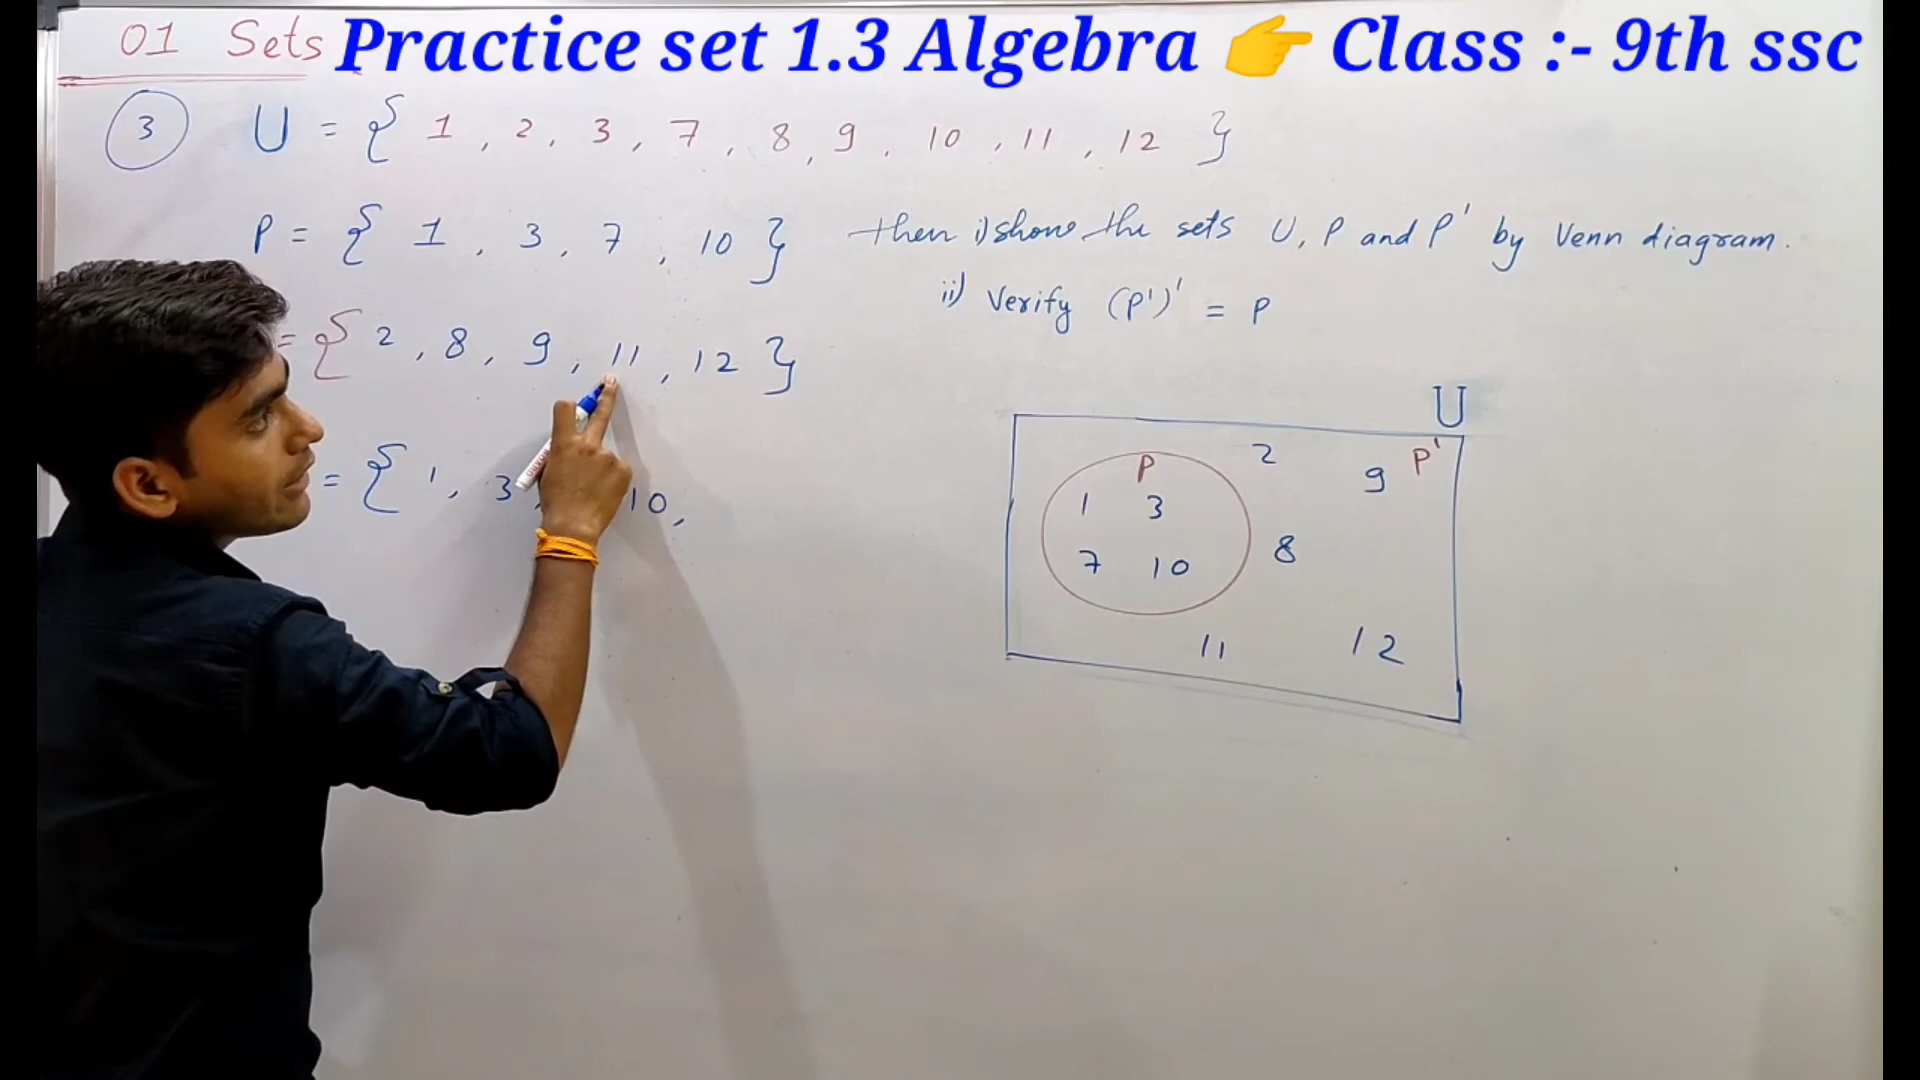 01 Sets Practice set 1.3 Algebra 👉 Class :- 9th ssc
3 U = { 1 , 2 , 3 , 7 , 8 , 9 , 10 , 11 , 12 }
P = { 1 , 3 , 7 , 10 } then i) show the sets U, P and P' by Venn diagram.
ii) Verify (P')' = P
= { 2 , 8 , 9 , 11 , 12 }
= { 1 , 3 , 10 ,
U
P 2 9 P'
1 3
7 10 8
11 12